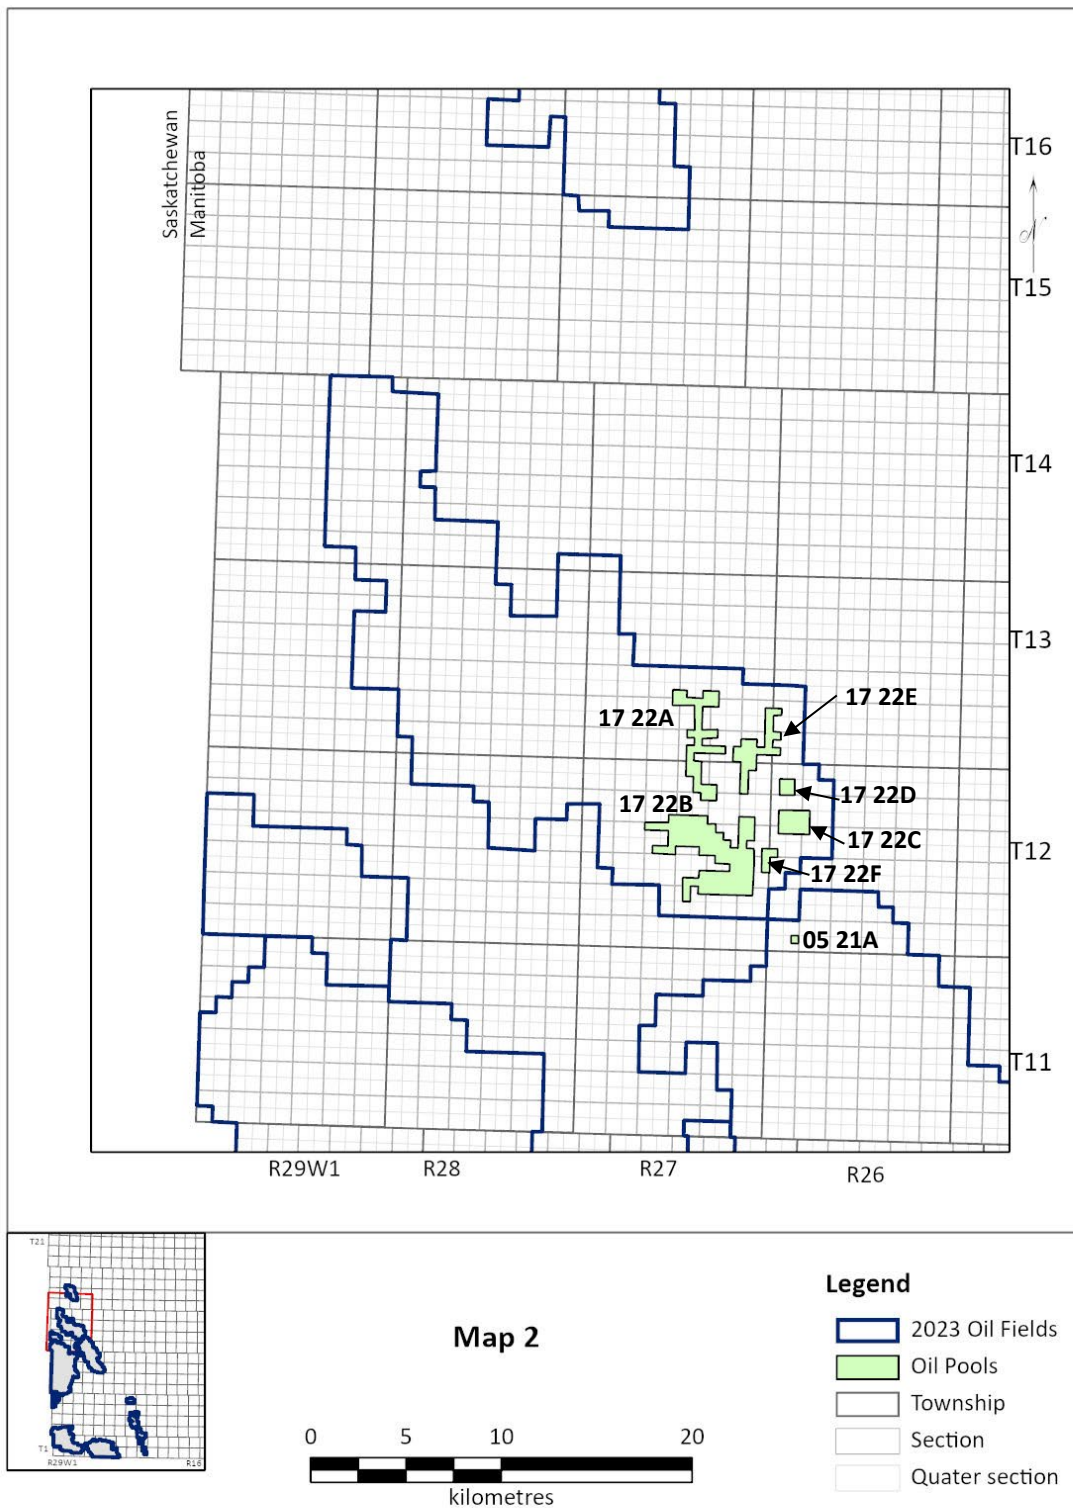 Saskatchewan
Manitoba
T16
N
T15
T14
T13
17 22E
17 22A
17 22D
17 22B
17 22C
T12
17 22F
05 21A
T11
R29W1 R28 R27 R26
T21
T1
R29W1 R16
Map 2
0 5 10 20
kilometres
Legend
2023 Oil Fields
Oil Pools
Township
Section
Quater section